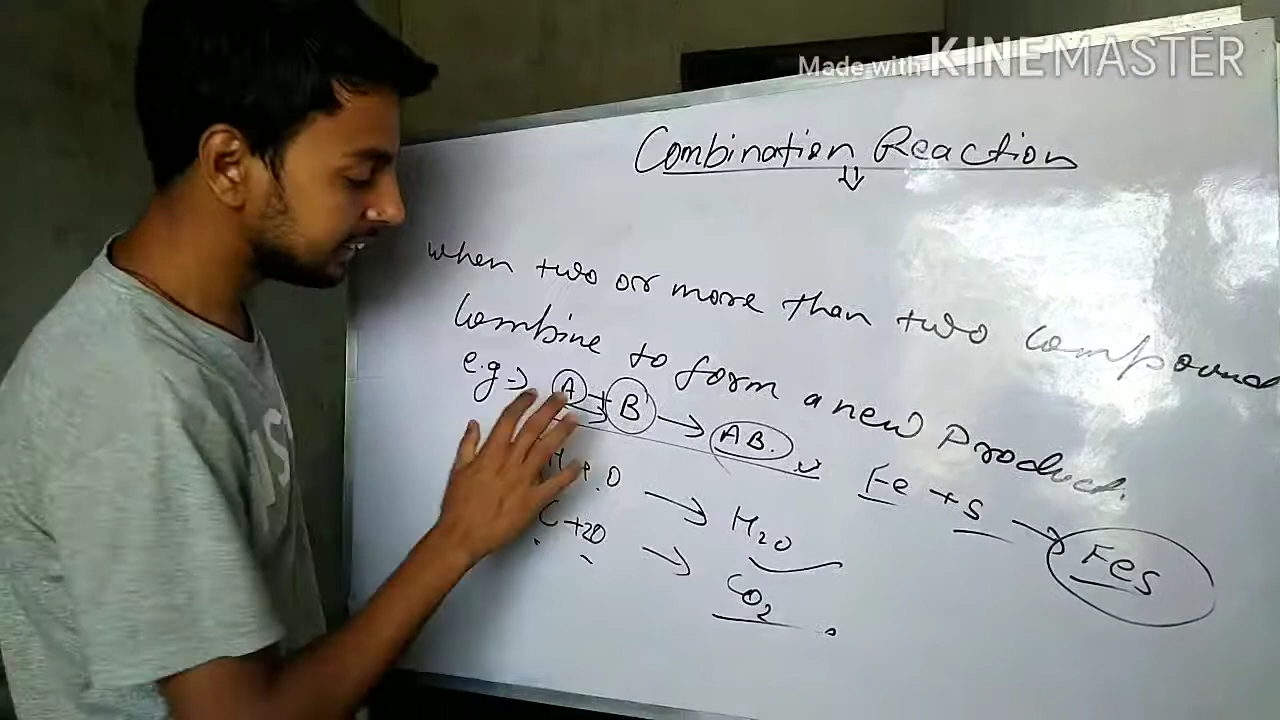 Made with KINEMASTER
Combination Reaction
when two or more than two compound
Combine to form a new Product.
e.g → A + B → AB.
Fe + S → FeS
H + O → H2O
C + 2O → CO2